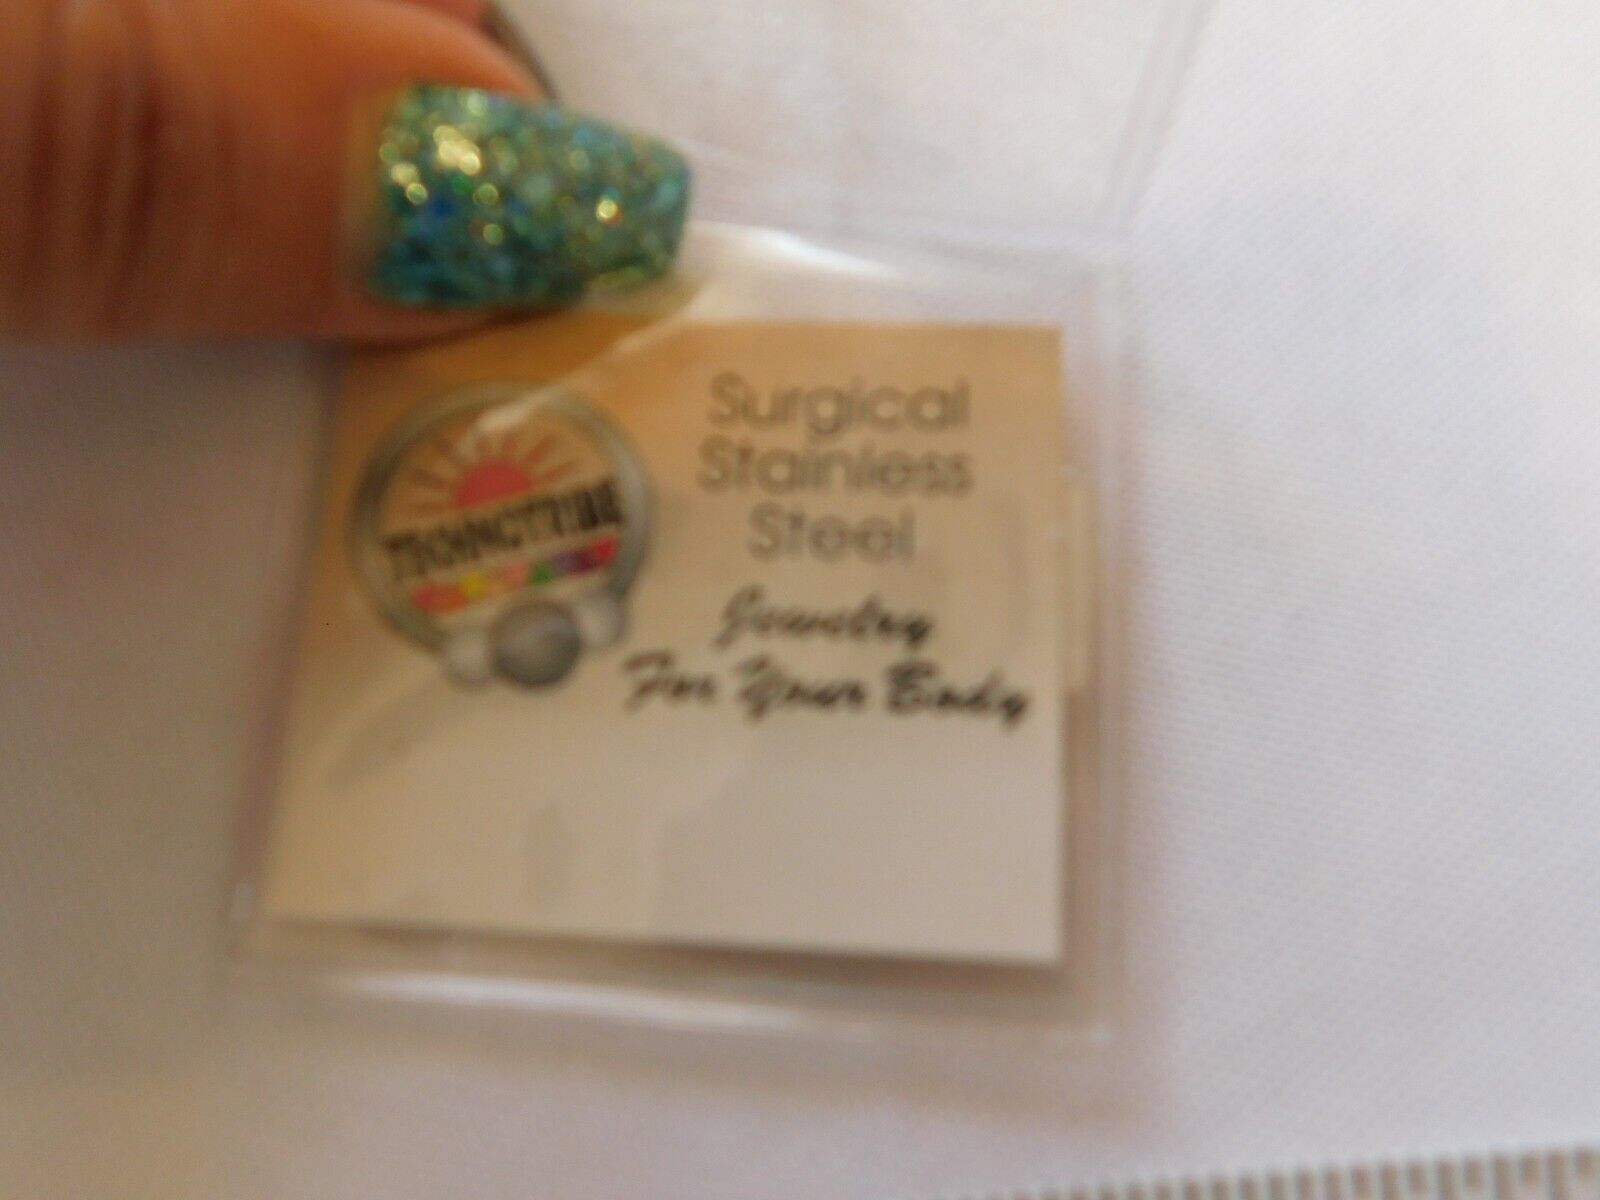 Surgical
Stainless
Steel
Jewelry
For Your Body